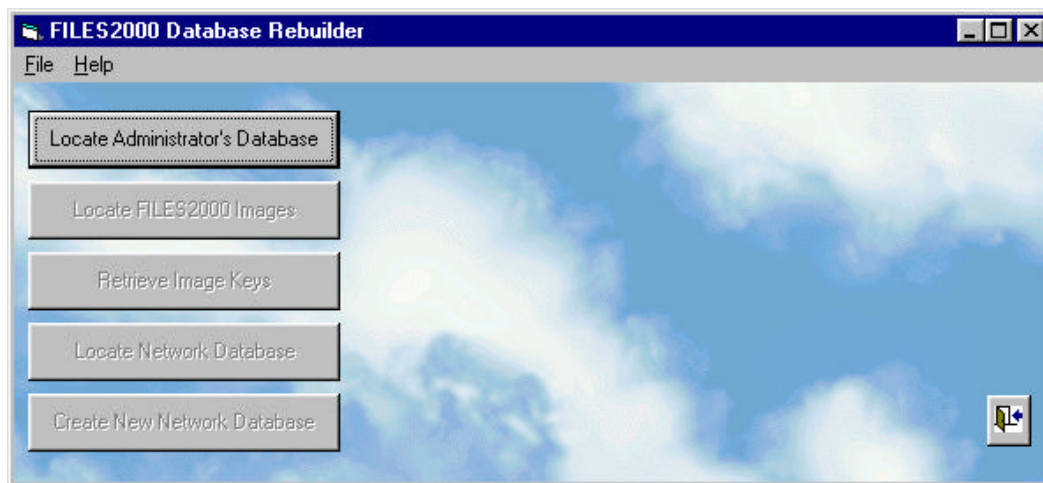 FILES2000 Database Rebuilder
File Help
Locate Administrator's Database
Locate FILES2000 Images
Retrieve Image Keys
Locate Network Database
Create New Network Database